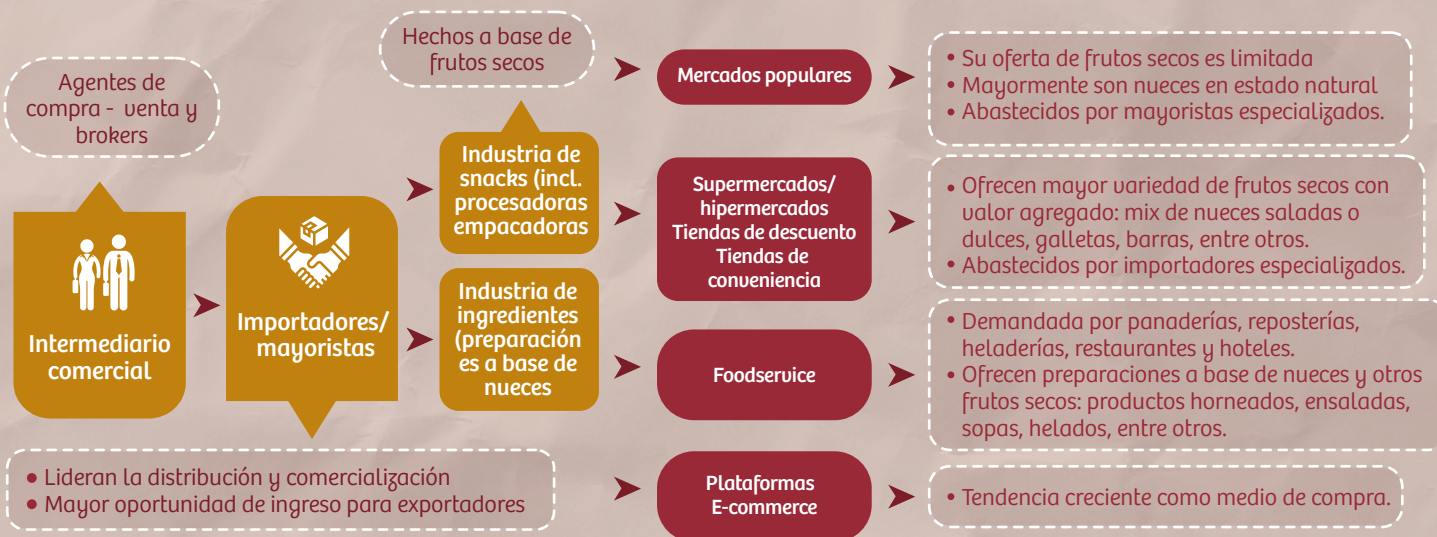 Agentes de
compra - venta y
brokers
Intermediario
comercial
Importadores/
mayoristas
• Lideran la distribución y comercialización
• Mayor oportunidad de ingreso para exportadores
Hechos a base de
frutos secos
Industria de
snacks (incl.
procesadoras
empacadoras
Industria de
ingredientes
(preparación
es a base de
nueces
Mercados populares
• Su oferta de frutos secos es limitada
• Mayormente son nueces en estado natural
• Abastecidos por mayoristas especializados.
Supermercados/
hipermercados
Tiendas de descuento
Tiendas de
conveniencia
• Ofrecen mayor variedad de frutos secos con
valor agregado: mix de nueces saladas o
dulces, galletas, barras, entre otros.
• Abastecidos por importadores especializados.
Foodservice
• Demandada por panaderías, reposterías,
heladerías, restaurantes y hoteles.
• Ofrecen preparaciones a base de nueces y otros
frutos secos: productos horneados, ensaladas,
sopas, helados, entre otros.
Plataformas
E-commerce
• Tendencia creciente como medio de compra.